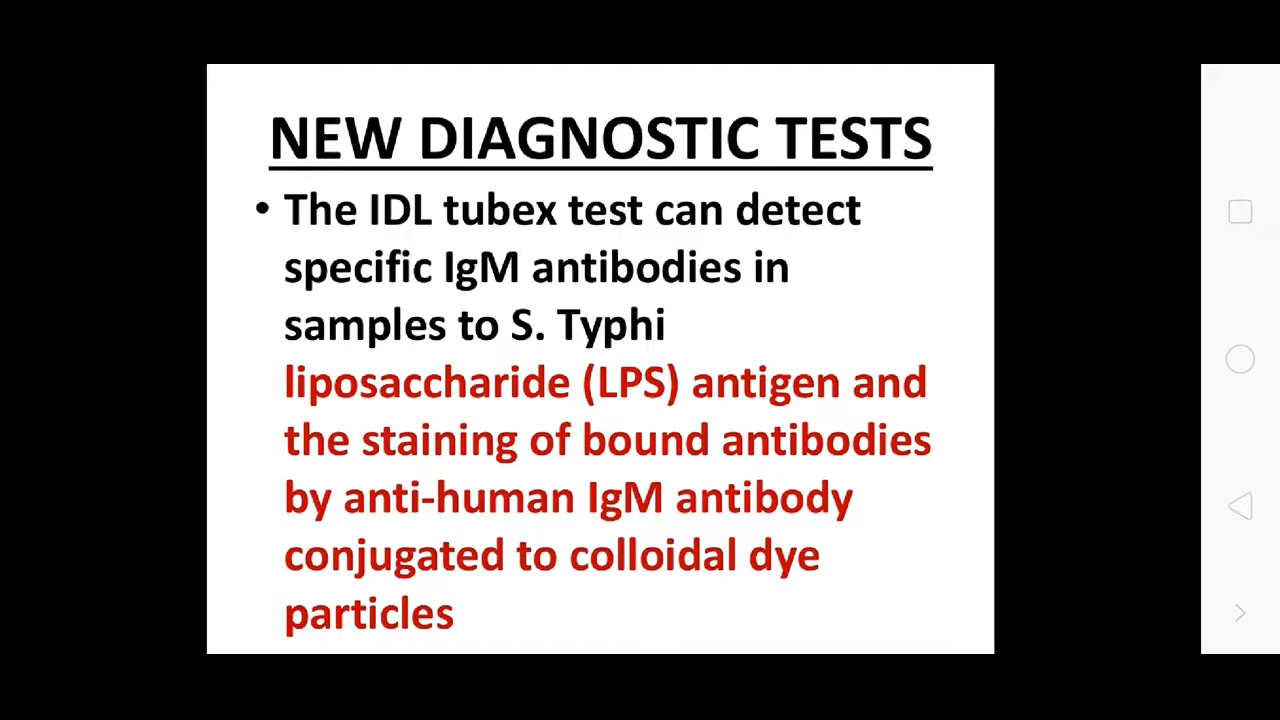 NEW DIAGNOSTIC TESTS
• The IDL tubex test can detect
specific IgM antibodies in
samples to S. Typhi
liposaccharide (LPS) antigen and
the staining of bound antibodies
by anti-human IgM antibody
conjugated to colloidal dye
particles